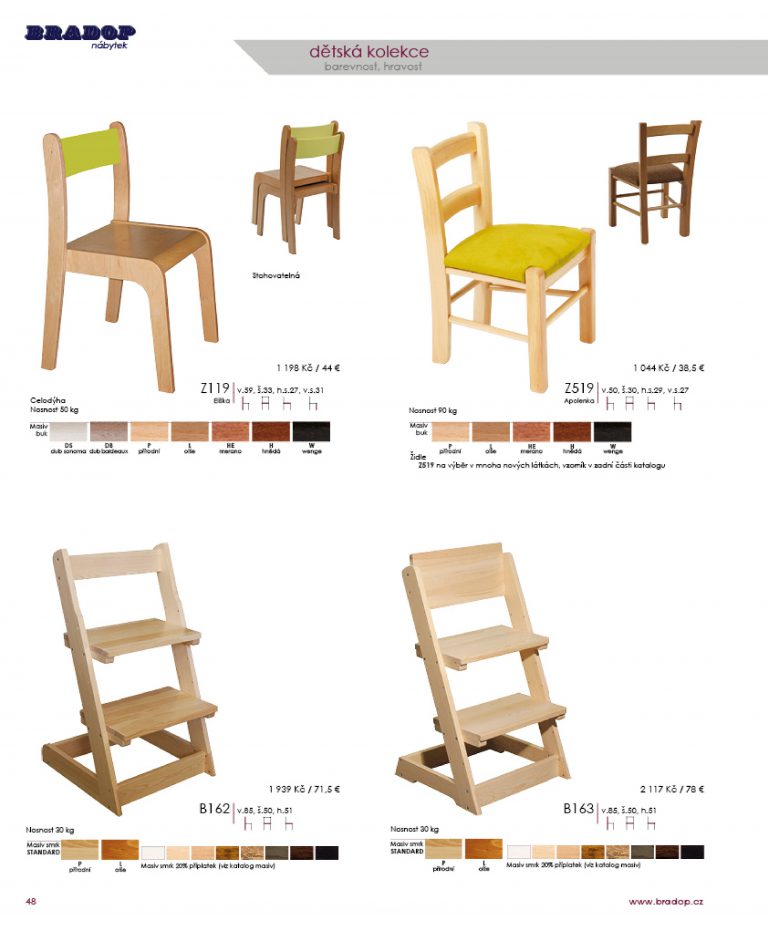 BRADOP
nábytek
dětská kolekce
barevnost, hravost
Stohovatelná
1 198 Kč / 44 €
Z119
Eliška
v.59, š.33, h.s.27, v.s.31
Celodýha
Nosnost 50 kg
Masiv
buk
DS DB P L HE H W
dub sonoma dub bardeaux přírodní olše merano hnědá wenge
1 044 Kč / 38,5 €
Z519
Apolenka
v.50, š.30, h.s.29, v.s.27
Nosnost 90 kg
Masiv
buk
P L HE H W
přírodní olše merano hnědá wenge
Židle
Z519 na výběr v mnoha nových látkách, vzorník v zadní části katalogu
1 939 Kč / 71,5 €
B162
v.85, š.50, h.51
Nosnost 30 kg
Masiv smrk
STANDARD
P L
přírodní olše
Masiv smrk 20% příplatek (viz katalog masiv)
2 117 Kč / 78 €
B163
v.85, š.50, h.51
Nosnost 30 kg
Masiv smrk
STANDARD
P L
přírodní olše
Masiv smrk 20% příplatek (viz katalog masiv)
48
www.bradop.cz